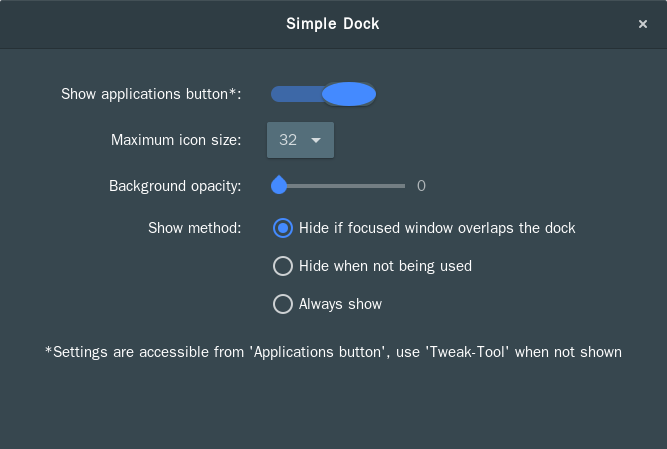 Simple Dock
Show applications button*:
Maximum icon size: 32
Background opacity: 0
Show method: Hide if focused window overlaps the dock
Hide when not being used
Always show
*Settings are accessible from 'Applications button', use 'Tweak-Tool' when not shown